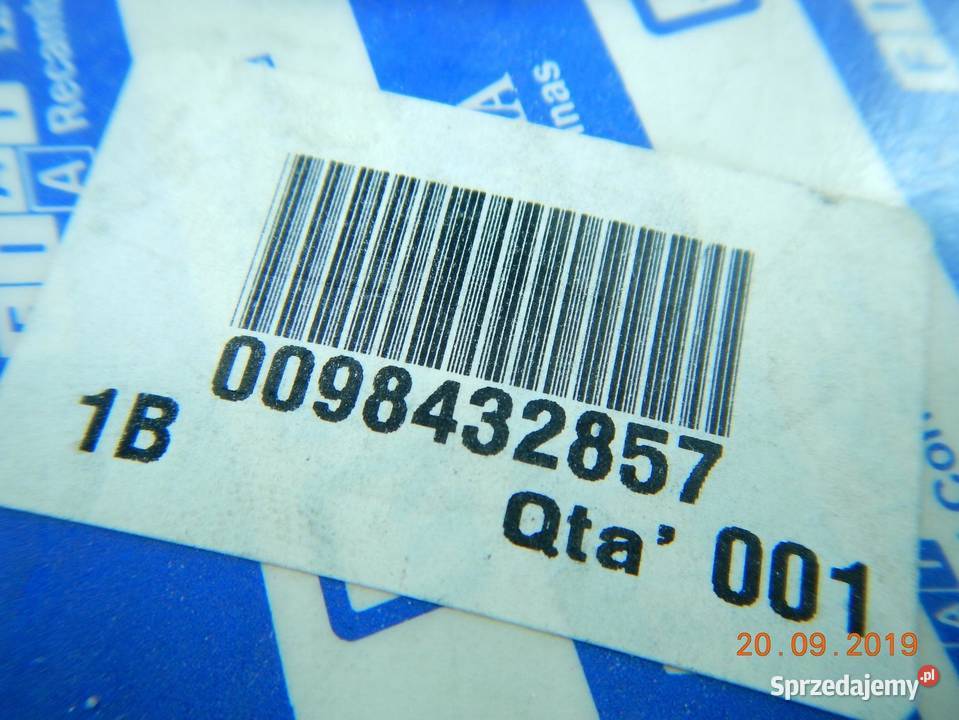 Recambi
A
nas
0098432857
1B
Qta' 001
20.09.2019
Sprzedajemy.pl